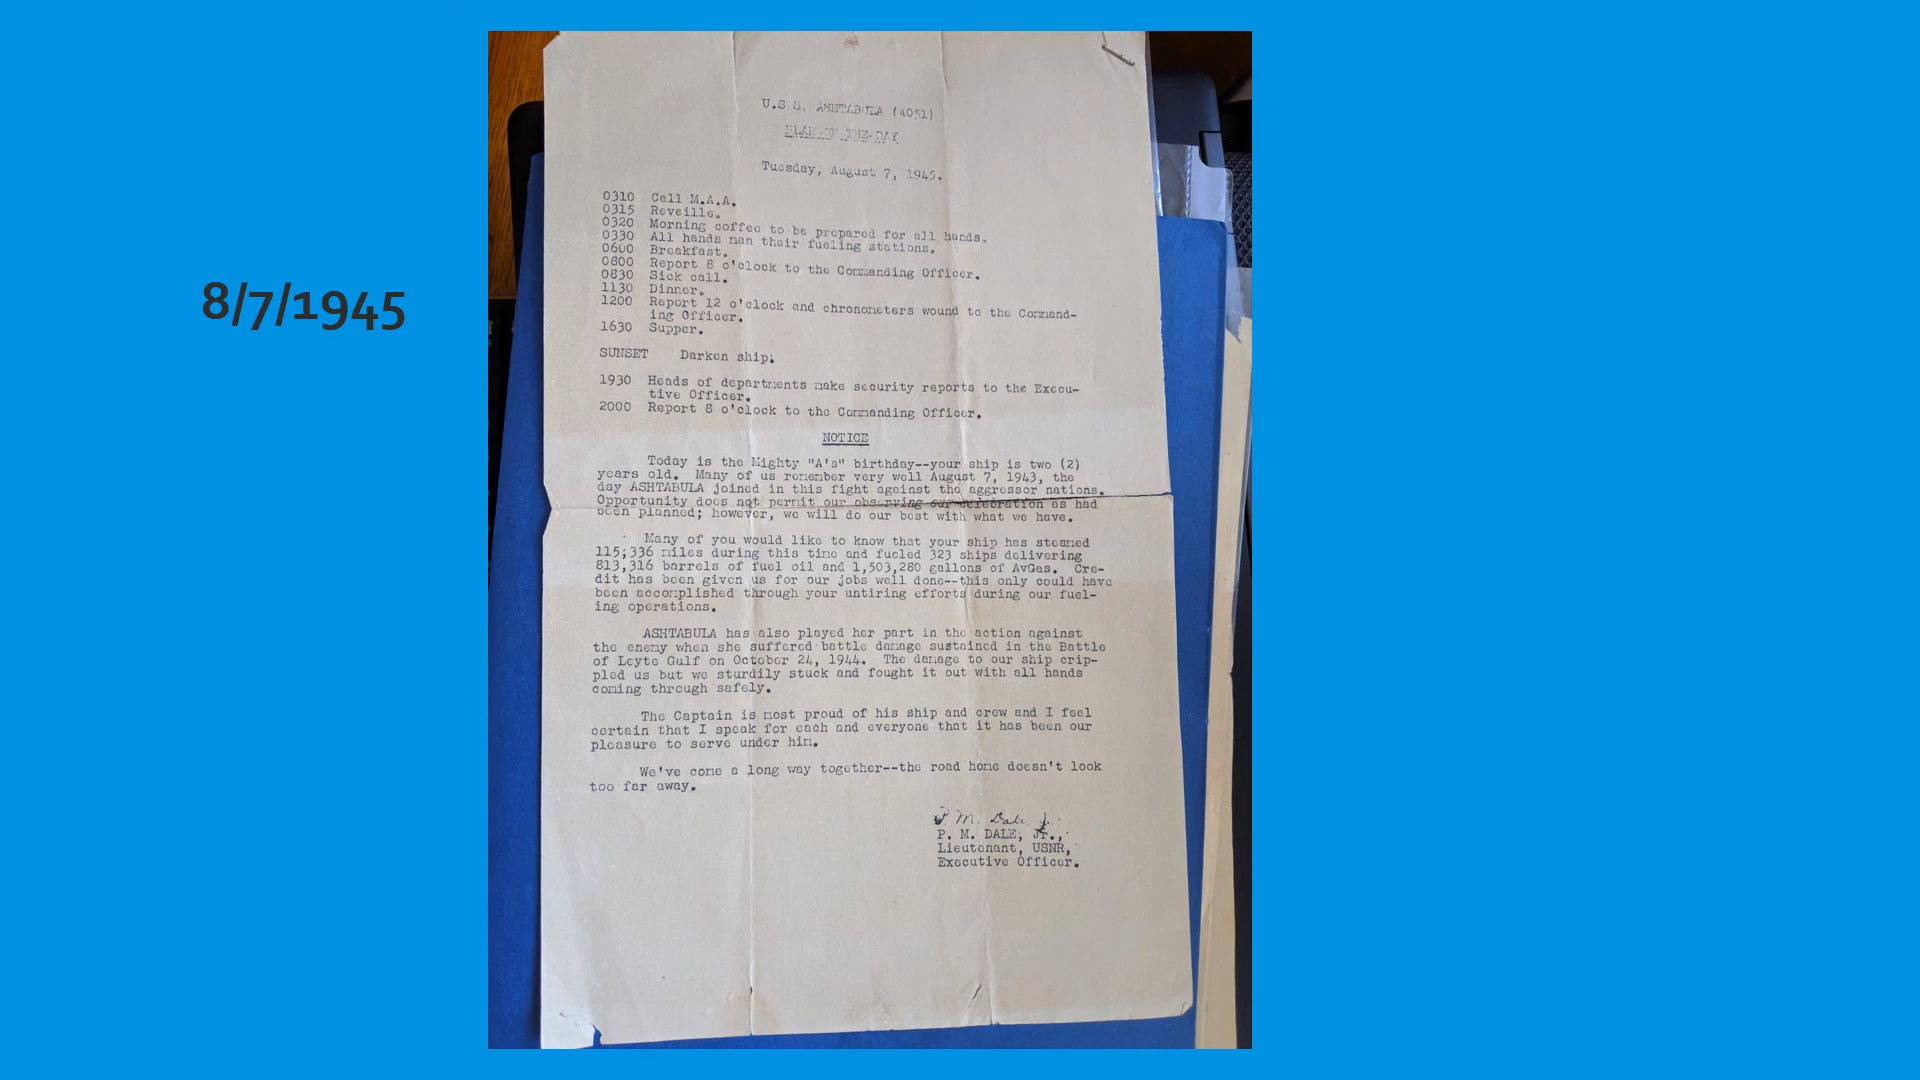 8/7/1945
U.S.S. ASHTABULA (AO51)
PLAN-OF-THE-DAY
Tuesday, August 7, 1945.
0310 Call M.A.A.
0315 Reveille.
0320 Morning coffee to be prepared for all hands.
0330 All hands man their fueling stations.
0600 Breakfast.
0800 Report 8 o'clock to the Commanding Officer.
0830 Sick call.
1130 Dinner.
1200 Report 12 o'clock and chronometers wound to the Command-
ing Officer.
1630 Supper.
SUNSET Darken ship.
1930 Heads of departments make security reports to the Execu-
tive Officer.
2000 Report 8 o'clock to the Commanding Officer.
NOTICE
Today is the Mighty "A's" birthday--your ship is two (2)
years old. Many of us remember very well August 7, 1943, the
day ASHTABULA joined in this fight against the aggressor nations.
Opportunity does not permit our observing our celebration as had
been planned; however, we will do our best with what we have.
Many of you would like to know that your ship has steamed
115,336 miles during this time and fueled 323 ships delivering
813,316 barrels of fuel oil and 1,503,280 gallons of AvGas. Cre-
dit has been given us for our jobs well done--this only could have
been accomplished through your untiring efforts during our fuel-
ing operations.
ASHTABULA has also played her part in the action against
the enemy when she suffered battle damage sustained in the Battle
of Leyte Gulf on October 24, 1944. The damage to our ship crip-
pled us but we sturdily stuck and fought it out with all hands
coming through safely.
The Captain is most proud of his ship and crew and I feel
certain that I speak for each and everyone that it has been our
pleasure to serve under him.
We've come a long way together--the road home doesn't look
too far away.
P. M. Dale Jr.
P. M. DALE, Jr.,
Lieutenant, USNR,
Executive Officer.